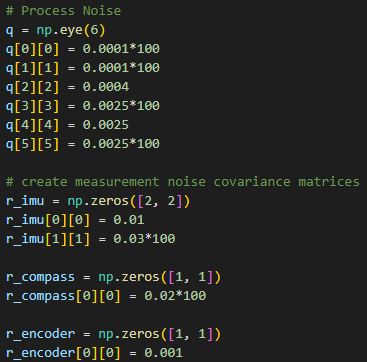 # Process Noise
q = np.eye(6)
q[0][0] = 0.0001*100
q[1][1] = 0.0001*100
q[2][2] = 0.0004
q[3][3] = 0.0025*100
q[4][4] = 0.0025
q[5][5] = 0.0025*100
# create measurement noise covariance matrices
r_imu = np.zeros([2, 2])
r_imu[0][0] = 0.01
r_imu[1][1] = 0.03*100
r_compass = np.zeros([1, 1])
r_compass[0][0] = 0.02*100
r_encoder = np.zeros([1, 1])
r_encoder[0][0] = 0.001